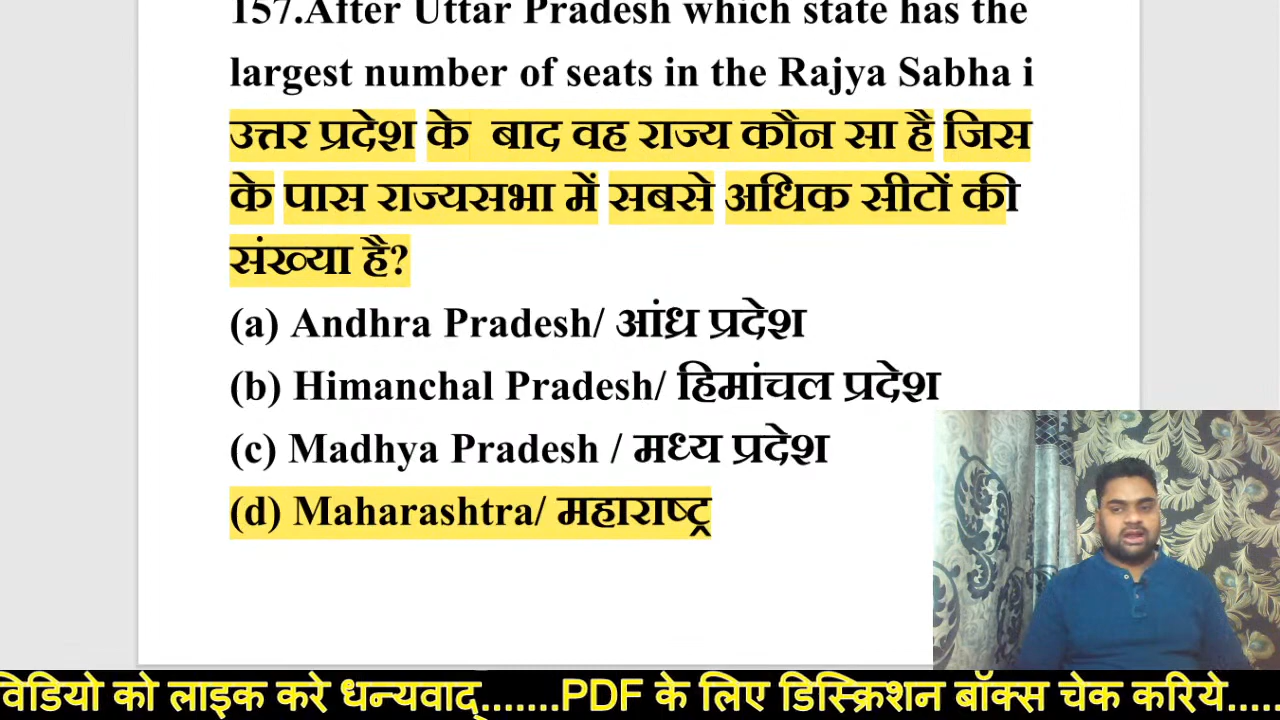 157.After Uttar Pradesh which state has the
largest number of seats in the Rajya Sabha i
उत्तर प्रदेश के बाद वह राज्य कौन सा है जिस
के पास राज्यसभा में सबसे अधिक सीटों की
संख्या है?
(a) Andhra Pradesh/ आंध्र प्रदेश
(b) Himanchal Pradesh/ हिमांचल प्रदेश
(c) Madhya Pradesh / मध्य प्रदेश
(d) Maharashtra/ महाराष्ट्र
विडियो को लाइक करे धन्यवाद्.......PDF के लिए डिस्क्रिशन बॉक्स चेक करिये.....